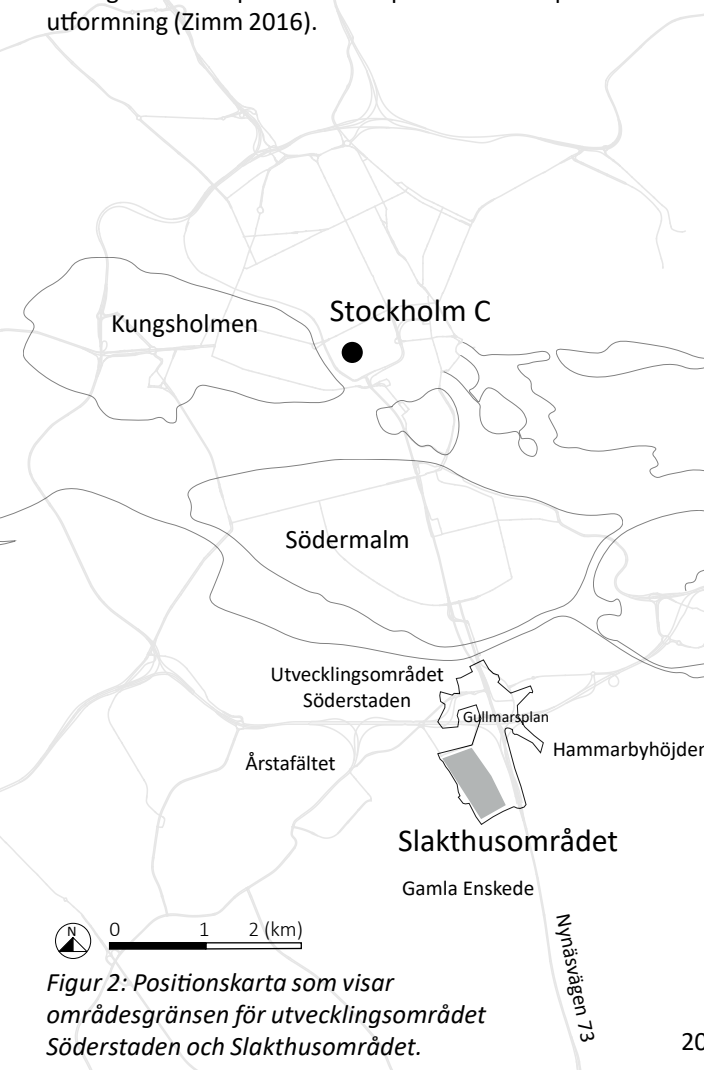 utformning (Zimm 2016).
Stockholm C
Kungsholmen
Södermalm
Utvecklingsområdet
Söderstaden
Gullmarsplan
Hammarbyhöjden
Årstafältet
Slakthusområdet
Gamla Enskede
Nynäsvägen 73
N
0 1 2 (km)
Figur 2: Positionskarta som visar
områdesgränsen för utvecklingsområdet
Söderstaden och Slakthusområdet.
20